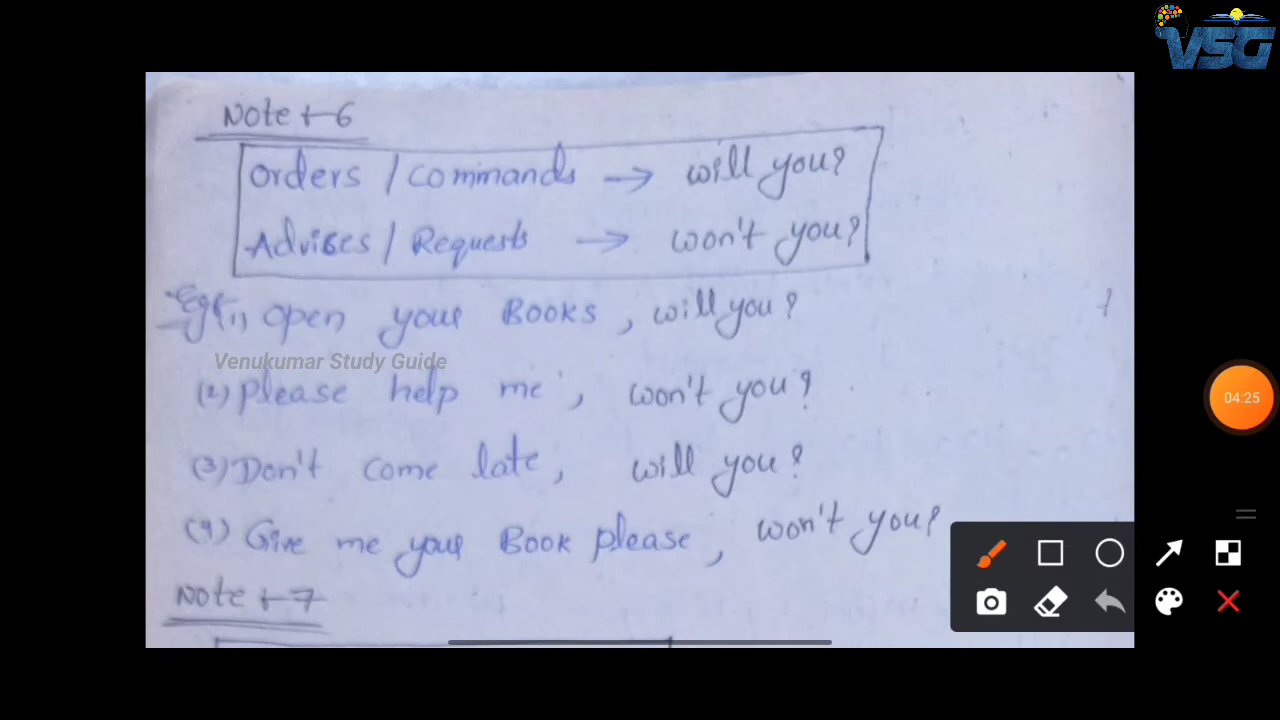 VSG
Note +6
Orders / Commands → will you?
Advises / Requests → won't you?
Eg(1) open your Books, will you?
Venukumar Study Guide
(2) please help me, won't you?
04:25
(3) Don't come late, will you?
(4) Give me your Book please, won't you?
Note +7